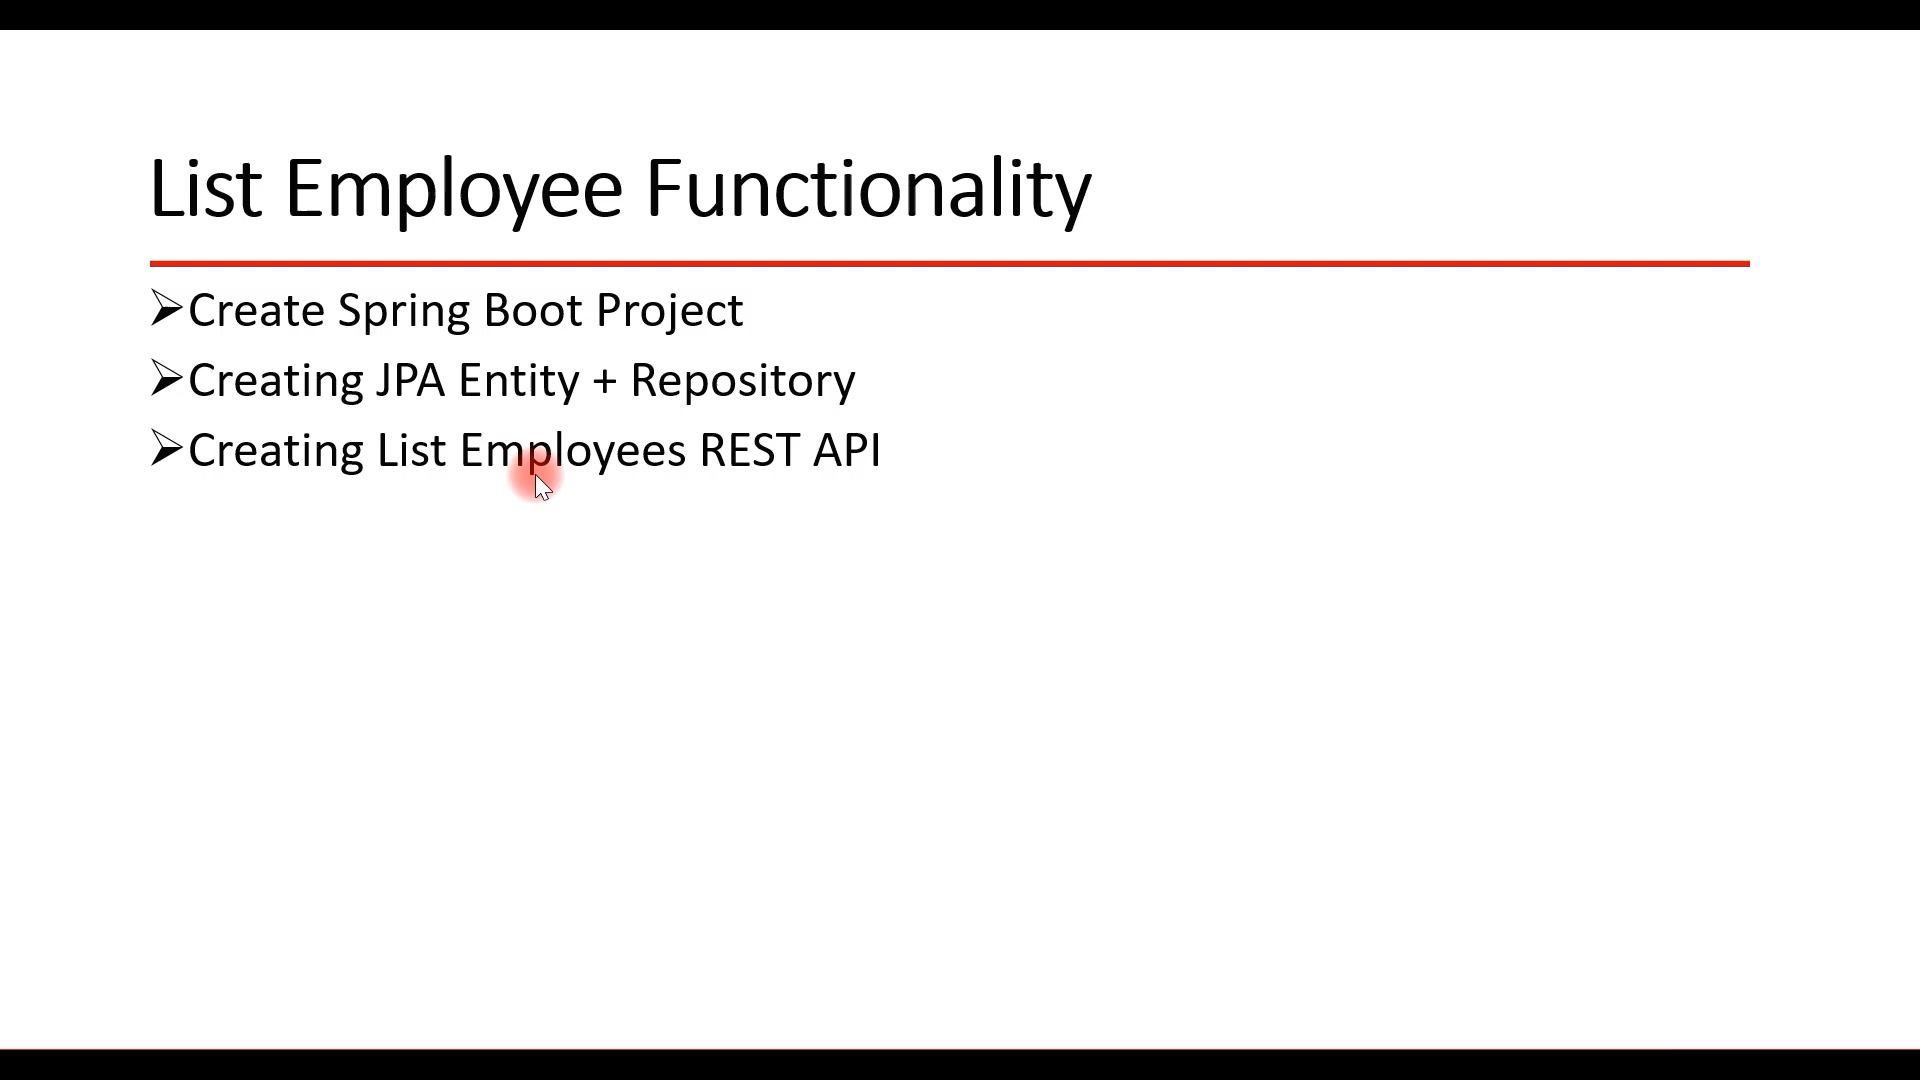 List Employee Functionality
➢Create Spring Boot Project
➢Creating JPA Entity + Repository
➢Creating List Employees REST API